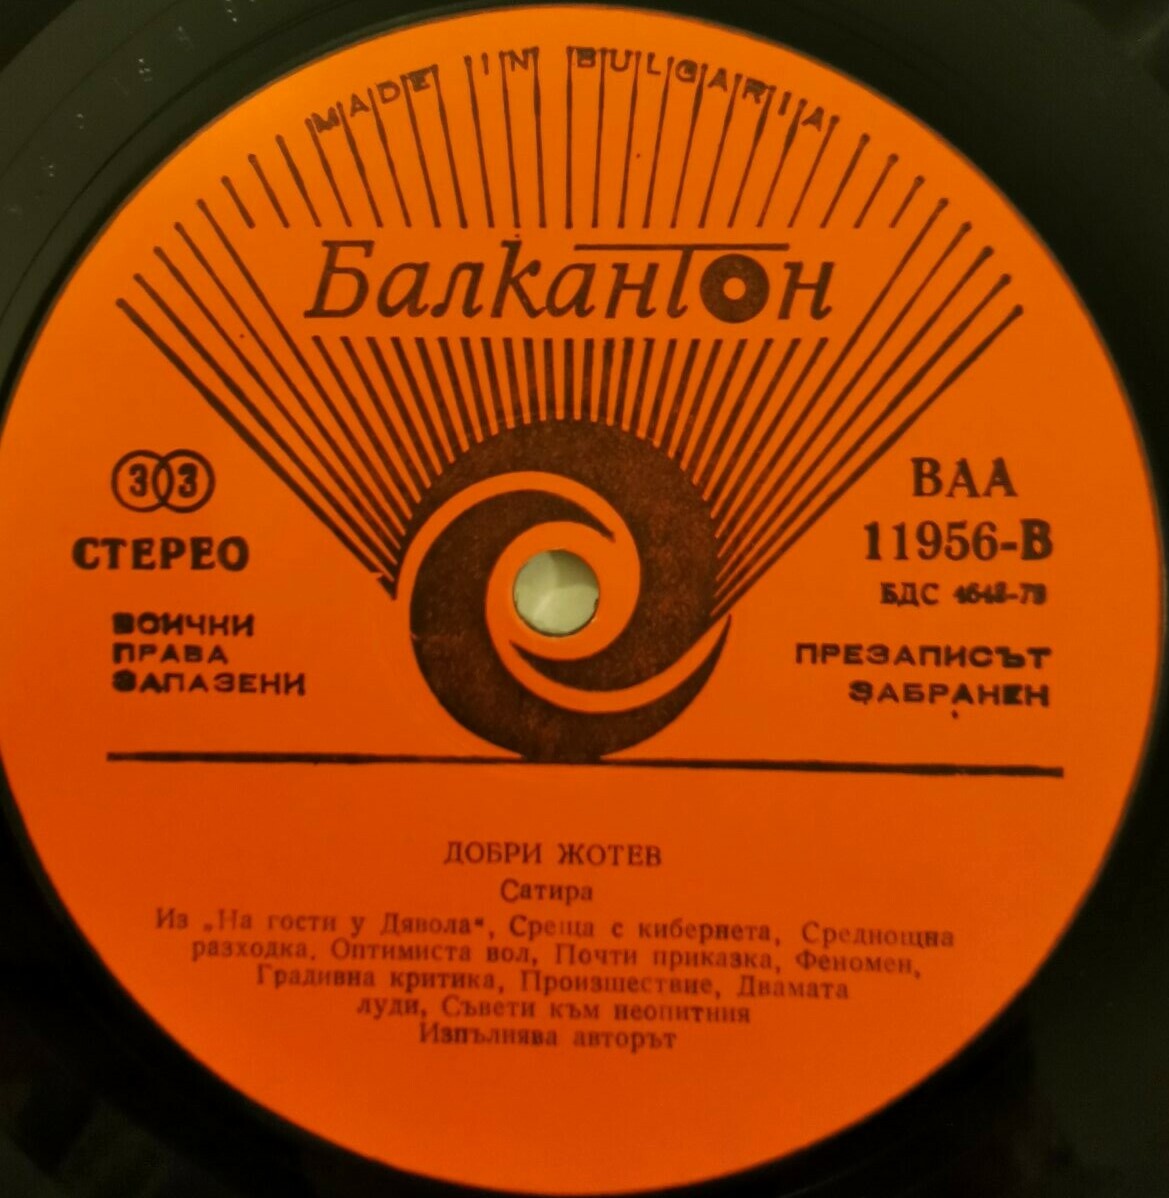 MADE IN BULGARIA
Балкантон
33
СТЕРЕО
ВСИЧКИ
ПРАВА
ЗАПАЗЕНИ
ВАА
11956-В
БДС
ПРЕЗАПИСЪТ
ЗАБРАНЕН
ДОБРИ ЖОТЕВ
Сатира
Из „На гости у Дявола“, Среща с кибернета, Среднощна
разходка, Оптимиста вол, Почти приказка, Феномен,
Градивна критика, Произшествие, Двамата
луди, Съвети към неопитния
Изпълнява авторът